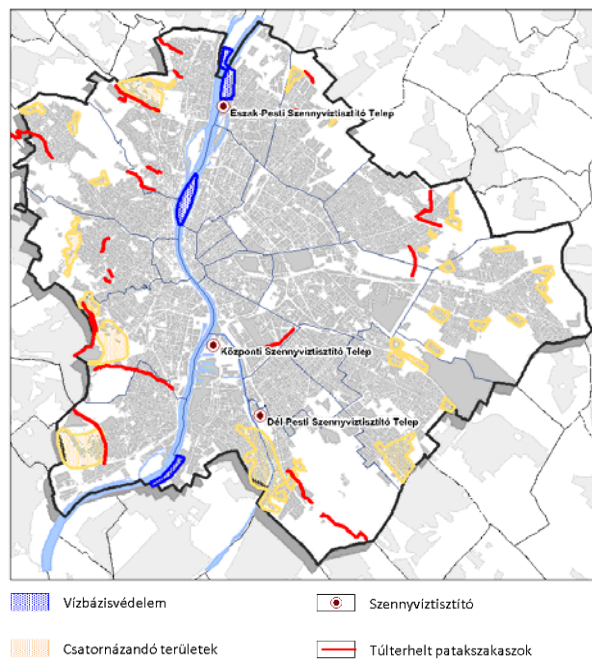 Észak-Pesti Szennyvíztisztító Telep
Központi Szennyvíztisztító Telep
Dél-Pesti Szennyvíztisztító Telep
Vízbázisvédelem
Szennyvíztisztító
Csatornázandó területek
Túlterhelt patakszakaszok